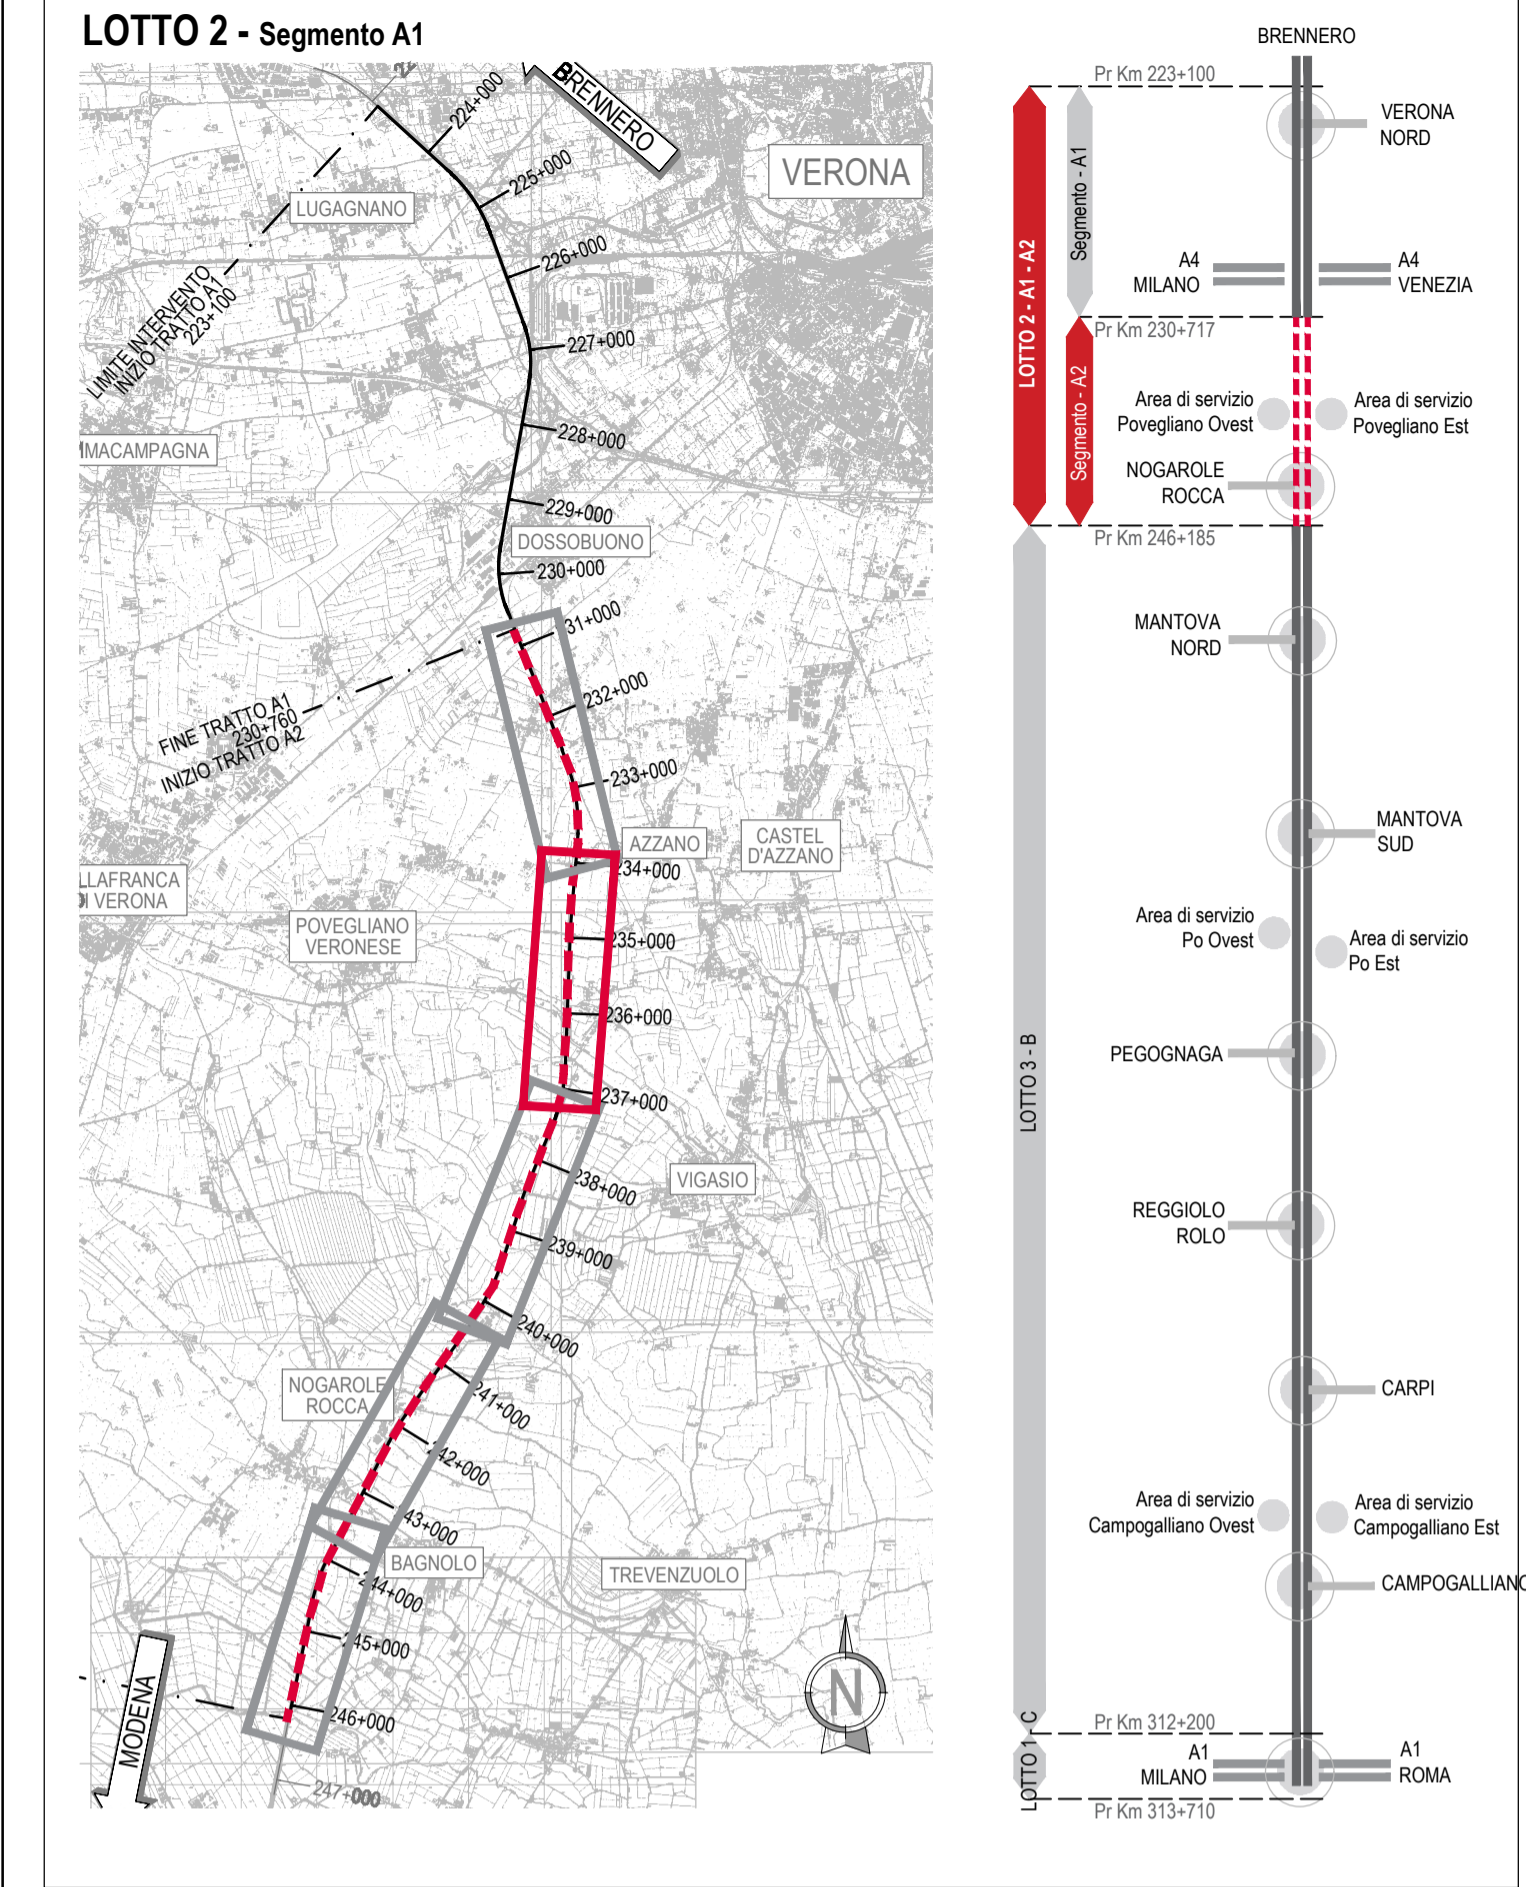 LOTTO 2 - Segmento A1
BRENNERO
224+000
VERONA
225+000
LUGAGNANO
226+000
LIMITE INTERVENTO
INIZIO TRATTO A1
223+100
227+000
228+000
MMACAMPAGNA
229+000
DOSSOBUONO
230+000
31+000
232+000
FINE TRATTO A1
230+760
INIZIO TRATTO A2
233+000
AZZANO
CASTEL
D'AZZANO
234+000
LLAFRANCA
DI VERONA
POVEGLIANO
VERONESE
235+000
236+000
237+000
VIGASIO
238+000
239+000
240+000
NOGAROLE
ROCCA
241+000
242+000
43+000
BAGNOLO
TREVENZUOLO
244+000
245+000
246+000
MODENA
N
247+000
BRENNERO
Pr Km 223+100
VERONA
NORD
Segmento - A1
LOTTO 2 - A1 - A2
A4
MILANO
A4
VENEZIA
Pr Km 230+717
Segmento - A2
Area di servizio
Povegliano Ovest
Area di servizio
Povegliano Est
NOGAROLE
ROCCA
Pr Km 246+185
MANTOVA
NORD
MANTOVA
SUD
Area di servizio
Po Ovest
Area di servizio
Po Est
LOTTO 3 - B
PEGOGNAGA
REGGIOLO
ROLO
CARPI
Area di servizio
Campogalliano Ovest
Area di servizio
Campogalliano Est
CAMPOGALLIANO
Pr Km 312+200
LOTTO 1 - C
A1
MILANO
A1
ROMA
Pr Km 313+710